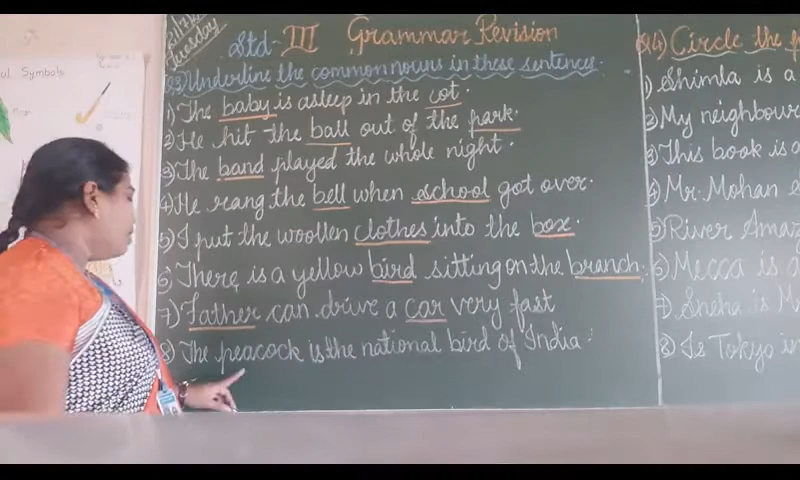 Tuesday
Std-III Grammar Revision
Q3) Underline the common nouns in these sentences.
1) The baby is asleep in the cot.
2) He hit the ball out of the park.
3) The band played the whole night.
4) He rang the bell when school got over.
5) I put the woollen clothes into the box.
6) There is a yellow bird sitting on the branch.
7) Father can drive a car very fast
8) The peacock is the national bird of India.
Q4) Circle the
1) Shimla is a
2) My neighbour
3) This book is a
4) Mr. Mohan
5) River Amaz
6) Mecca is a
7) Sneha is M
8) Is Tokyo in
Symbols